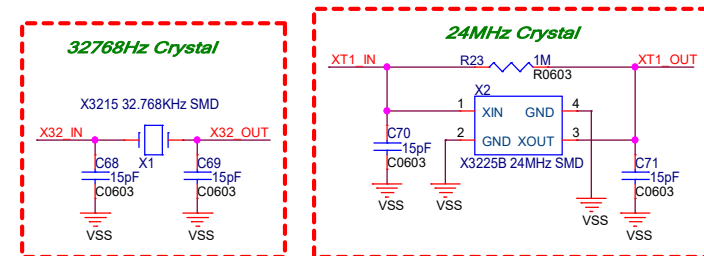 32768Hz Crystal
X3215 32.768KHz SMD
X32_IN
X32_OUT
X1
C68
15pF
C0603
C69
15pF
C0603
VSS
VSS
24MHz Crystal
XT1_IN
R23
1M
R0603
XT1_OUT
X2
1
XIN
GND
4
2
GND
XOUT
3
X3225B 24MHz SMD
C70
15pF
C0603
C71
15pF
C0603
VSS
VSS
VSS
VSS